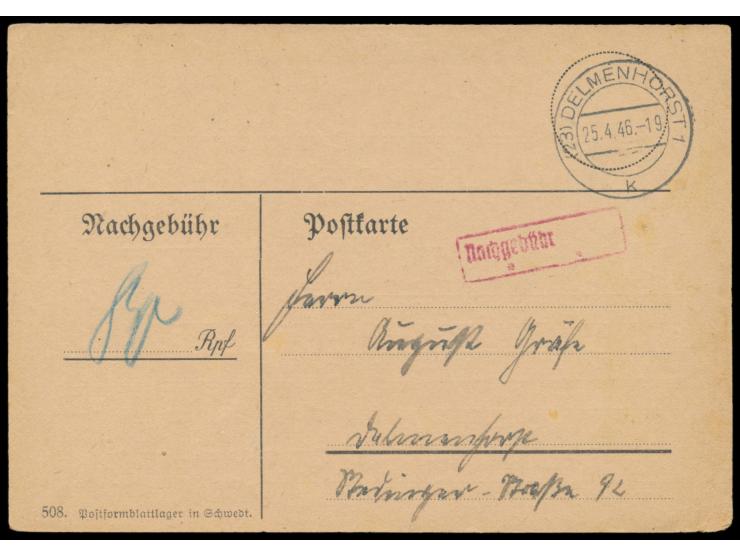 (23) DELMENHORST 1
25.4.46.-19
k
Nachgebühr
Postkarte
Nachgebühr
Rpf
Herrn
August Gräfe
Delmenhorst
Stedinger-Straße 92
508. Postformblattlager in Schwedt.